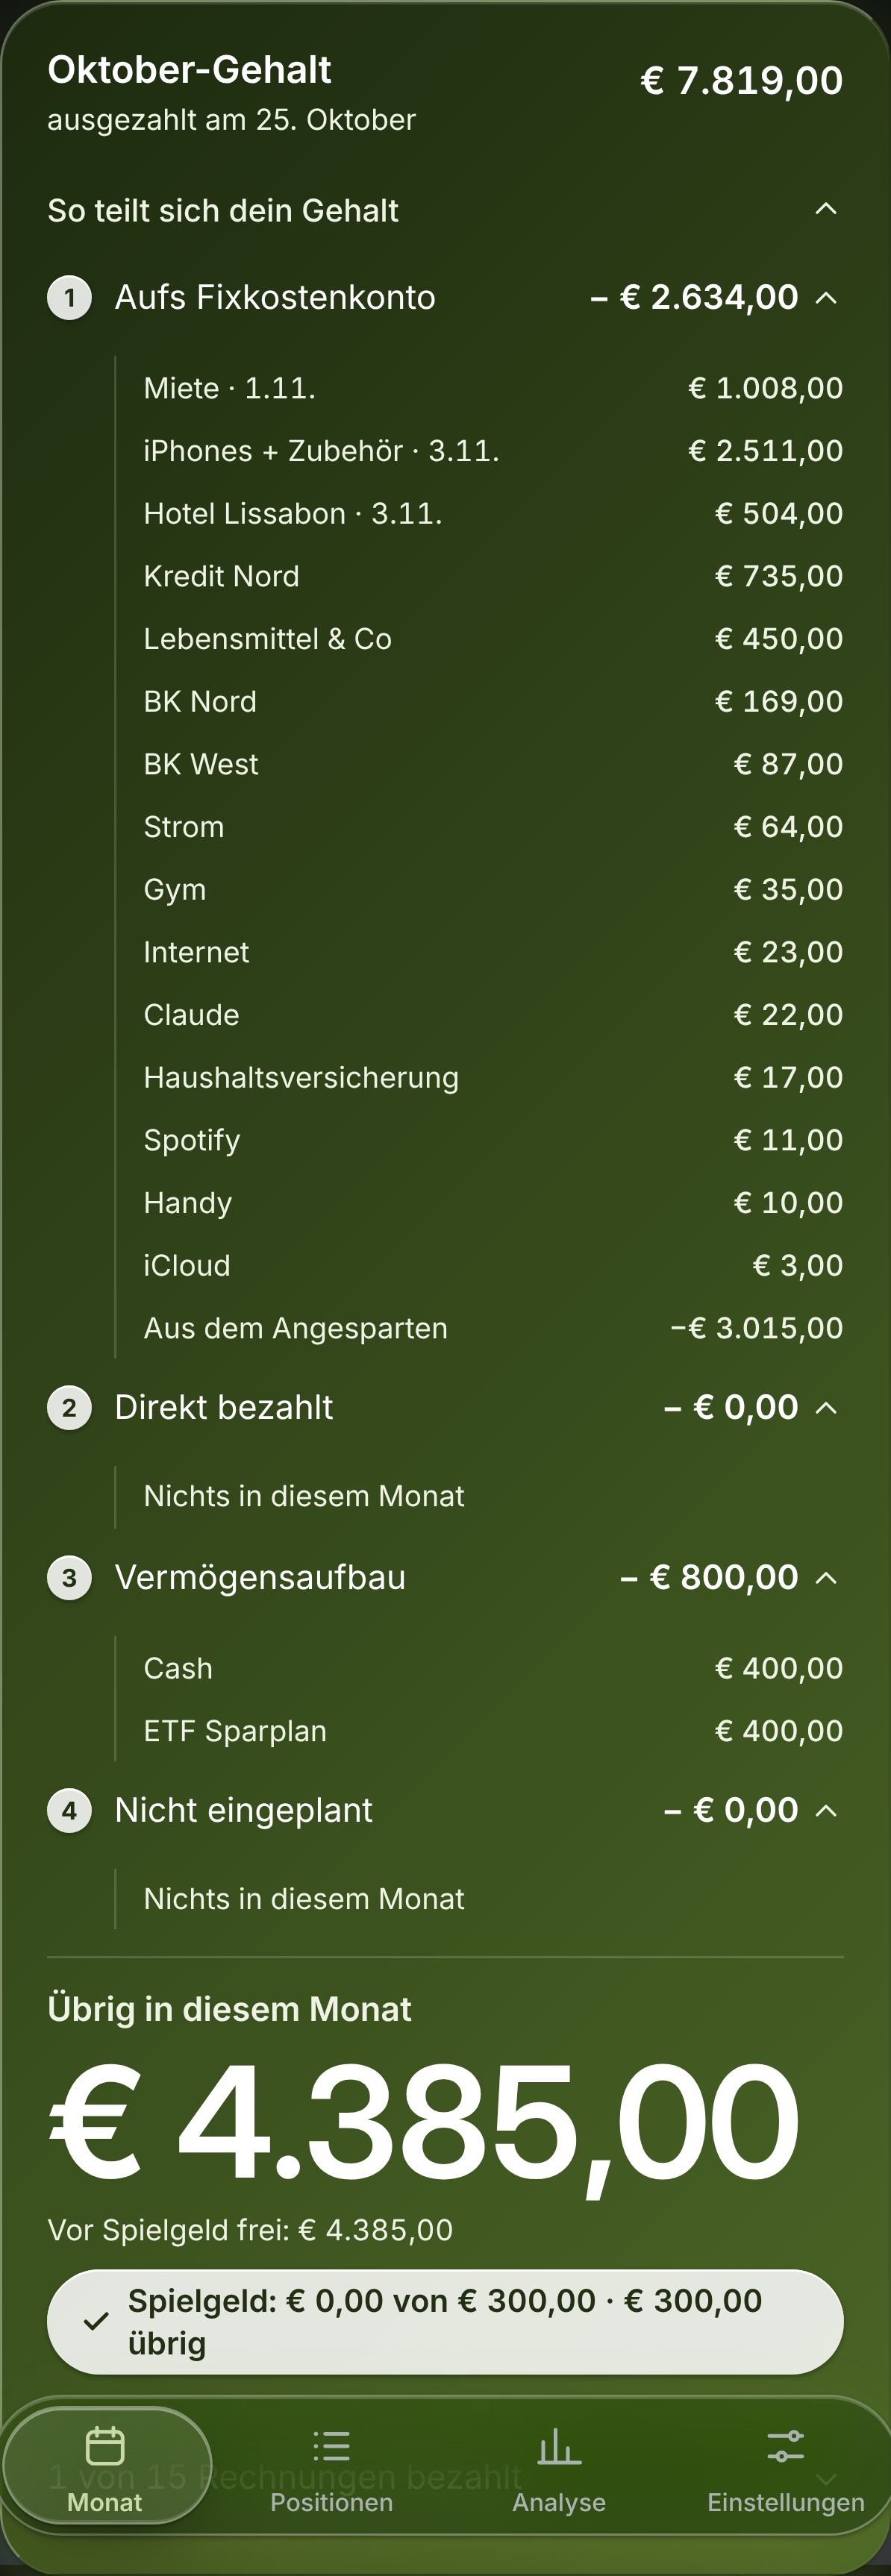 Oktober-Gehalt
€ 7.819,00
ausgezahlt am 25. Oktober
So teilt sich dein Gehalt
1 Aufs Fixkostenkonto – € 2.634,00
Miete · 1.11. € 1.008,00
iPhones + Zubehör · 3.11. € 2.511,00
Hotel Lissabon · 3.11. € 504,00
Kredit Nord € 735,00
Lebensmittel & Co € 450,00
BK Nord € 169,00
BK West € 87,00
Strom € 64,00
Gym € 35,00
Internet € 23,00
Claude € 22,00
Haushaltsversicherung € 17,00
Spotify € 11,00
Handy € 10,00
iCloud € 3,00
Aus dem Angesparten −€ 3.015,00
2 Direkt bezahlt – € 0,00
Nichts in diesem Monat
3 Vermögensaufbau – € 800,00
Cash € 400,00
ETF Sparplan € 400,00
4 Nicht eingeplant – € 0,00
Nichts in diesem Monat
Übrig in diesem Monat
€ 4.385,00
Vor Spielgeld frei: € 4.385,00
Spielgeld: € 0,00 von € 300,00 · € 300,00
übrig
1 von 15 Rechnungen bezahlt
Monat Positionen Analyse Einstellungen